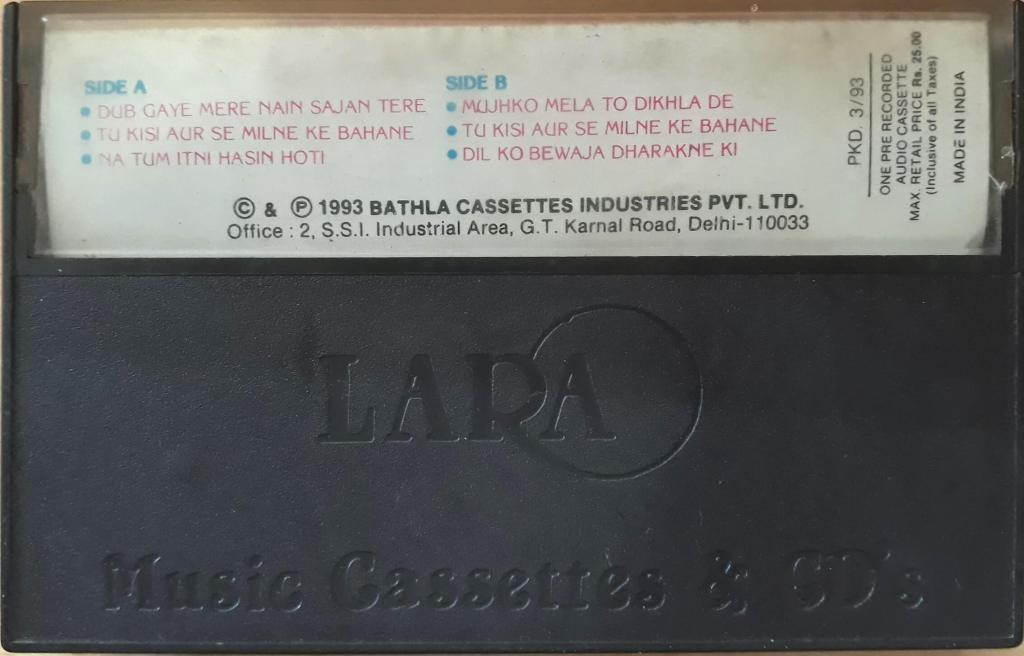 SIDE A
DUB GAYE MERE NAIN SAJAN TERE
TU KISI AUR SE MILNE KE BAHANE
NA TUM ITNI HASIN HOTI
SIDE B
MUJHKO MELA TO DIKHLA DE
TU KISI AUR SE MILNE KE BAHANE
DIL KO BEWAJA DHARAKNE KI
© & ℗ 1993 BATHLA CASSETTES INDUSTRIES PVT. LTD.
Office : 2, S.S.I. Industrial Area, G.T. Karnal Road, Delhi-110033
PKD. 3/93
ONE PRE RECORDED
AUDIO CASSETTE
MAX. RETAIL PRICE Rs. 25.00
(Inclusive of all Taxes)
MADE IN INDIA
LARA
Music Cassettes & CD's